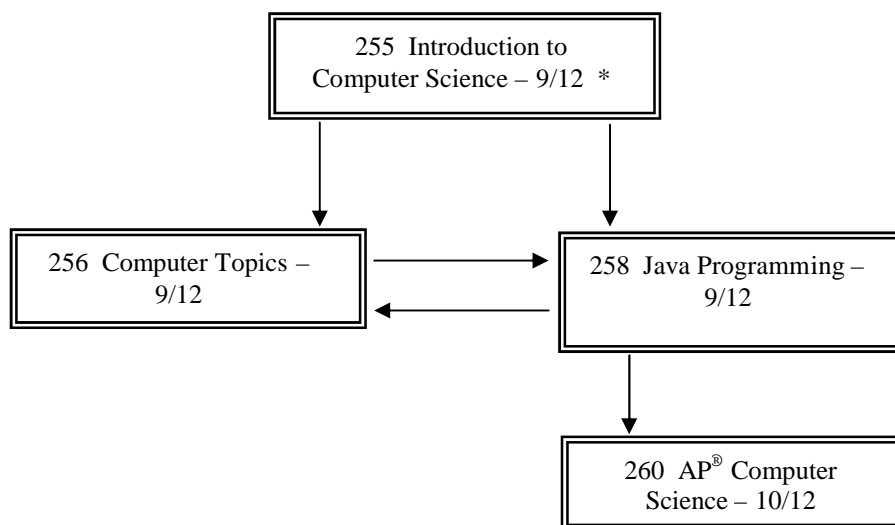 255 Introduction to
Computer Science – 9/12 *
256 Computer Topics –
9/12
258 Java Programming –
9/12
260 AP® Computer
Science – 10/12